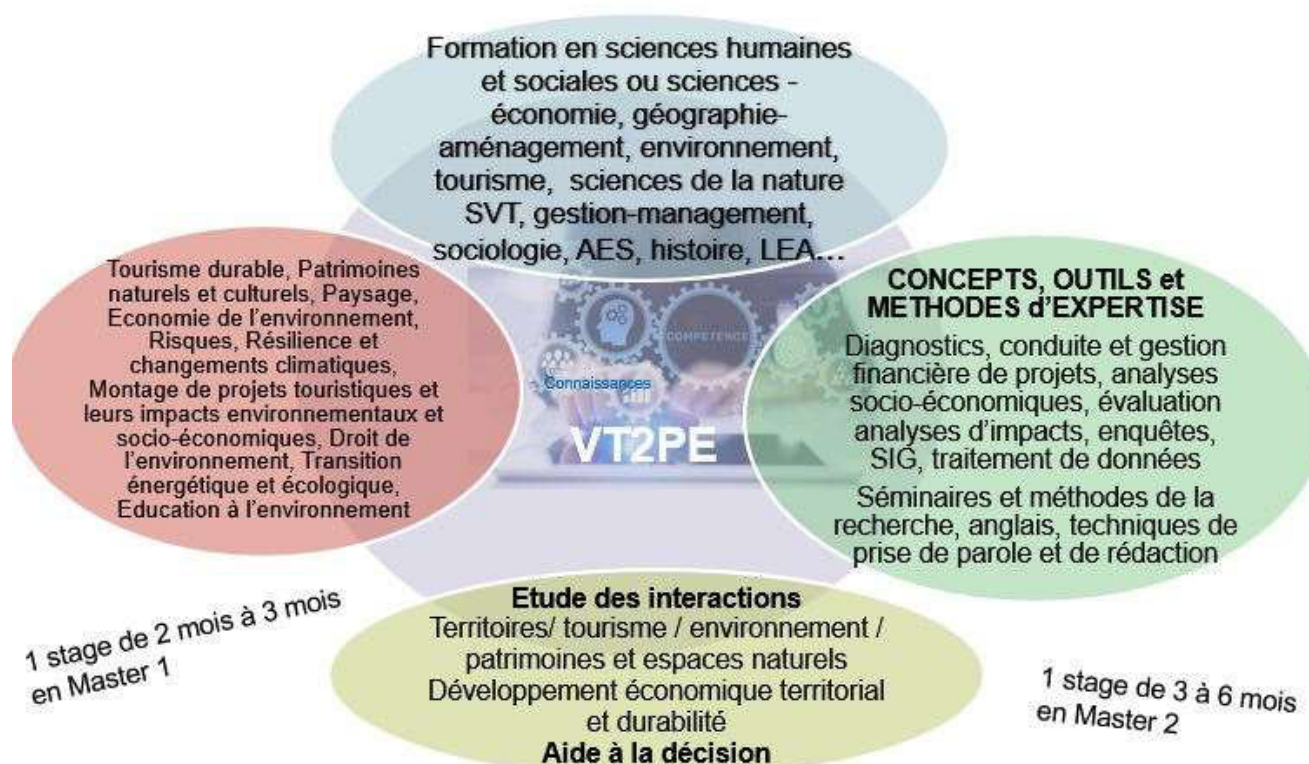 Formation en sciences humaines
et sociales ou sciences -
économie, géographie-
aménagement, environnement,
tourisme, sciences de la nature
SVT, gestion-management,
sociologie, AES, histoire, LEA...
Tourisme durable, Patrimoines
naturels et culturels, Paysage,
Economie de l'environnement,
Risques, Résilience et
changements climatiques,
Montage de projets touristiques et
leurs impacts environnementaux et
socio-économiques, Droit de
l'environnement, Transition
énergétique et écologique,
Education à l'environnement
COMPETENCE
Connaissances
VT2PE
CONCEPTS, OUTILS et
METHODES d'EXPERTISE
Diagnostics, conduite et gestion
financière de projets, analyses
socio-économiques, évaluation
analyses d'impacts, enquêtes,
SIG, traitement de données
Séminaires et méthodes de la
recherche, anglais, techniques de
prise de parole et de rédaction
1 stage de 2 mois à 3 mois
en Master 1
Etude des interactions
Territoires/ tourisme / environnement /
patrimoines et espaces naturels
Développement économique territorial
et durabilité
Aide à la décision
1 stage de 3 à 6 mois
en Master 2